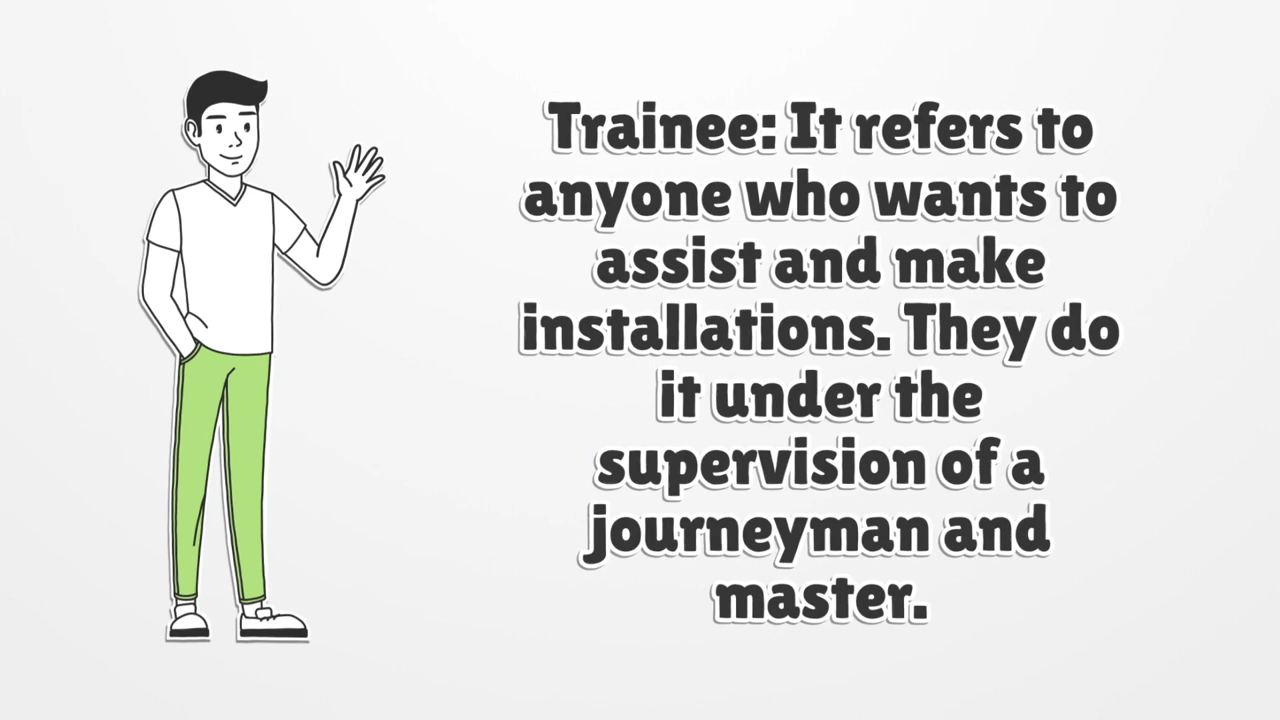 Trainee: It refers to
anyone who wants to
assist and make
installations. They do
it under the
supervision of a
journeyman and
master.